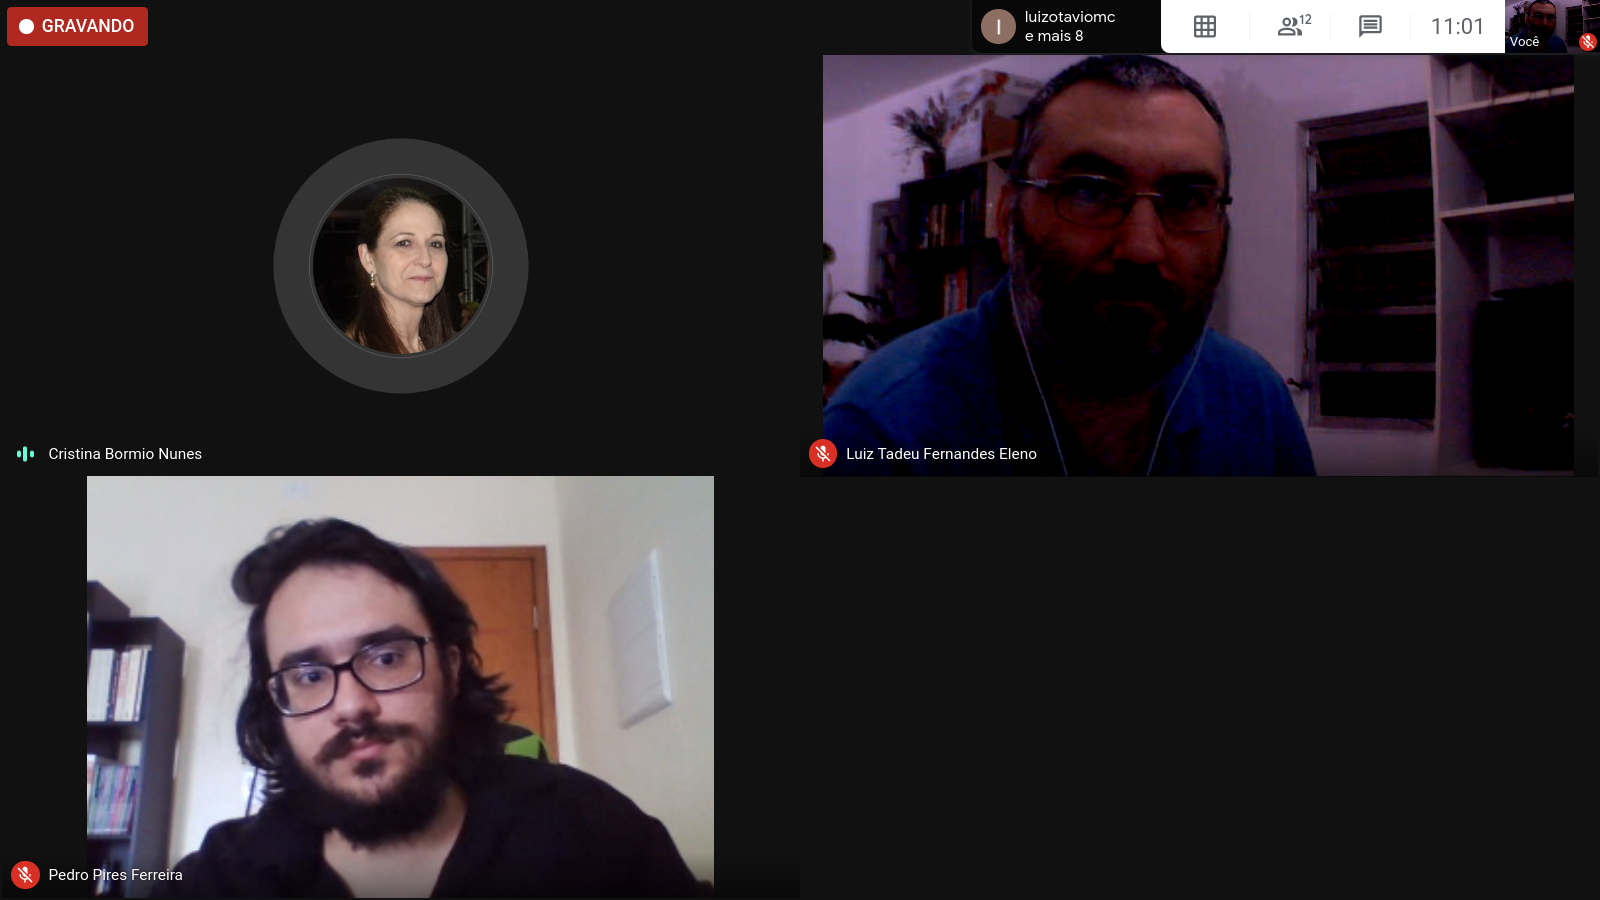 GRAVANDO
l
luizotaviomc
e mais 8
12
11:01
Você
Cristina Bormio Nunes
Luiz Tadeu Fernandes Eleno
Pedro Pires Ferreira